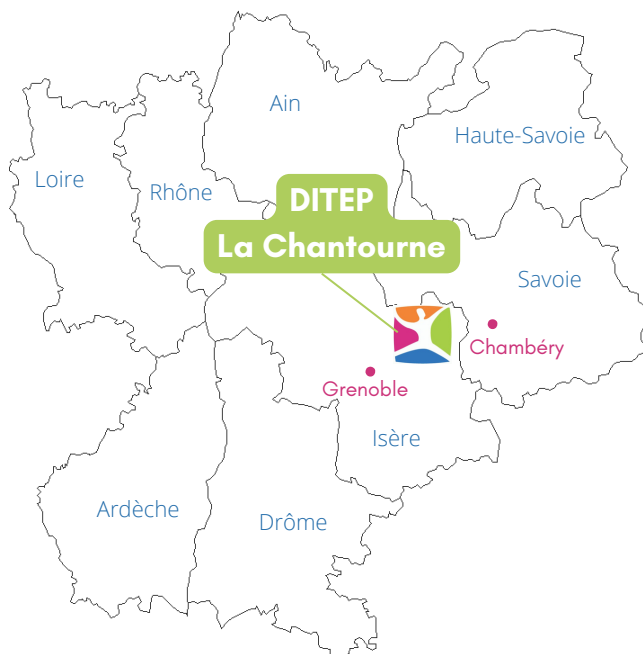 Ain
Haute-Savoie
Loire
Rhône
DITEP
La Chantourne
Savoie
Chambéry
Grenoble
Isère
Ardèche
Drôme